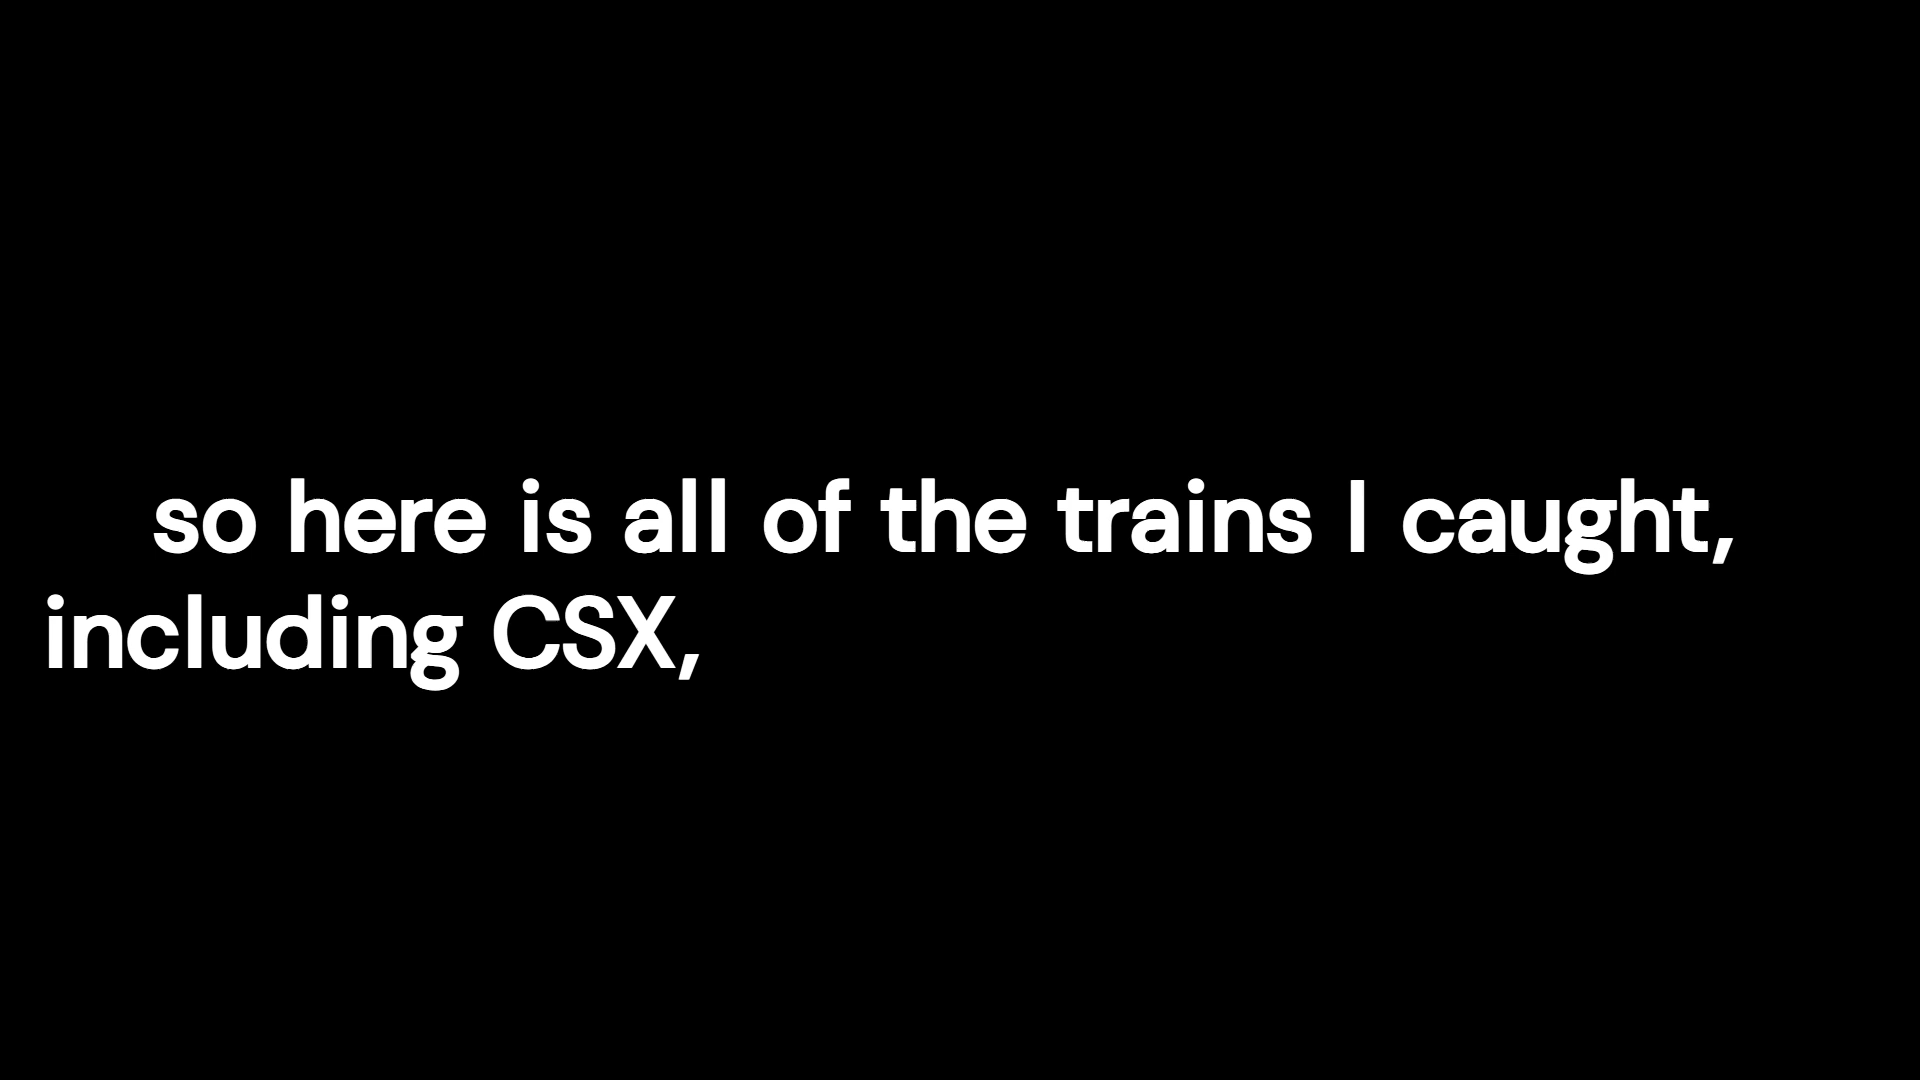 so here is all of the trains I caught,
including CSX,